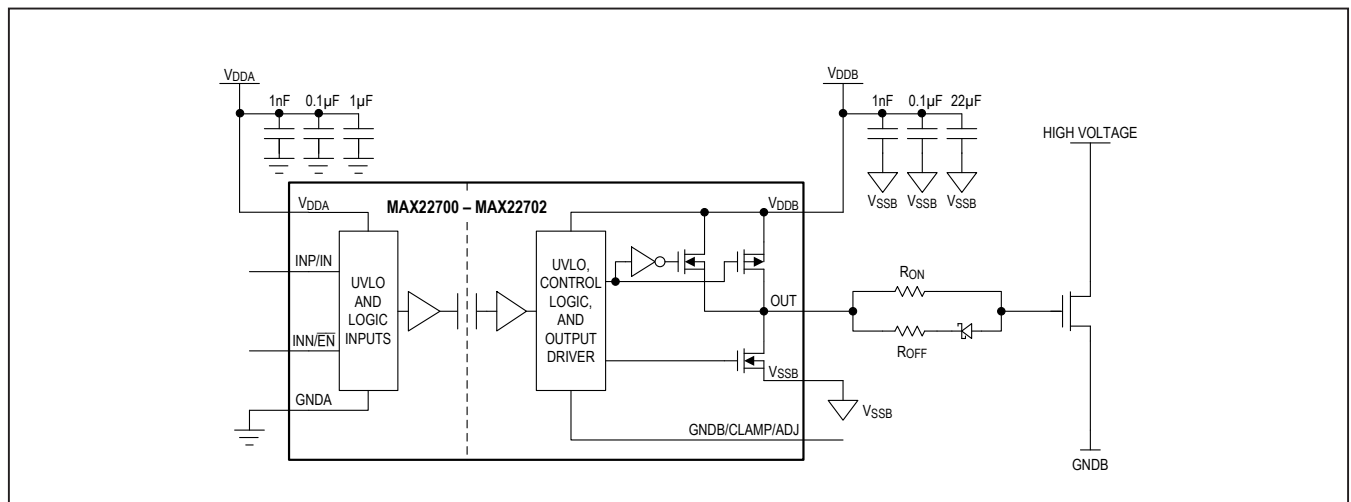 VDDA
1nF 0.1µF 1µF
VDDB
1nF 0.1µF 22µF
VSSB VSSB VSSB
HIGH VOLTAGE
VDDA
MAX22700 – MAX22702
VDDB
INP/IN
UVLO
AND
LOGIC
INPUTS
INN/E̅N̅
GNDA
UVLO,
CONTROL
LOGIC,
AND
OUTPUT
DRIVER
OUT
RON
ROFF
VSSB
VSSB
GNDB/CLAMP/ADJ
GNDB